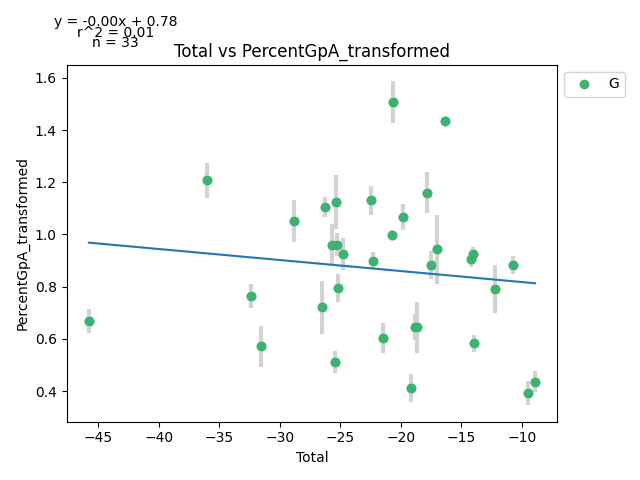 y = -0.00x + 0.78
r^2 = 0.01
n = 33
Total vs PercentGpA_transformed
G
PercentGpA_transformed
1.6
1.4
1.2
1.0
0.8
0.6
0.4
−45 −40 −35 −30 −25 −20 −15 −10
Total